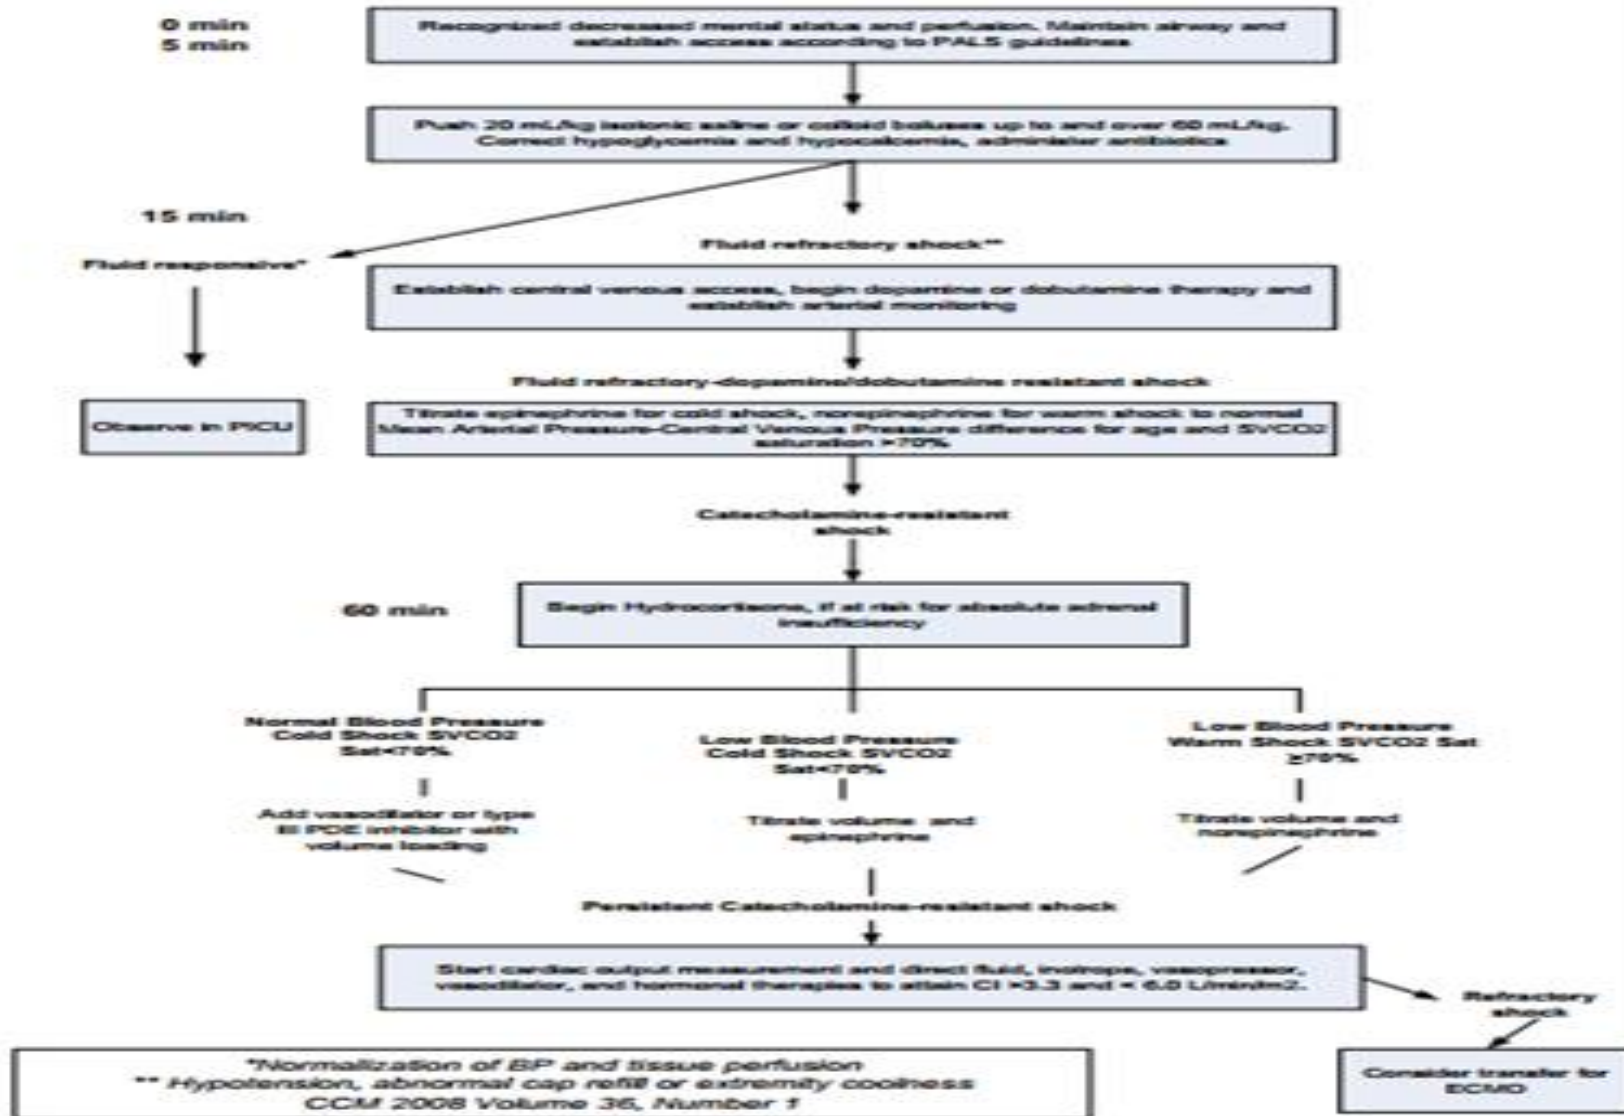 0 min
5 min
Recognized decreased mental status and perfusion. Maintain airway and
establish access according to PALS guidelines
Push 20 mL/kg isotonic saline or colloid boluses up to and over 60 mL/kg.
Correct hypoglycemia and hypocalcemia, administer antibiotics
15 min
Fluid responsive*
Fluid refractory shock**
Establish central venous access, begin dopamine or dobutamine therapy and
establish arterial monitoring
Observe in PICU
Fluid refractory-dopamine/dobutamine resistant shock
Titrate epinephrine for cold shock, norepinephrine for warm shock to normal
Mean Arterial Pressure-Central Venous Pressure difference for age and SVCO2
saturation >70%
Catecholamine-resistant
shock
60 min
Begin Hydrocortisone, if at risk for absolute adrenal
insufficiency
Normal Blood Pressure
Cold Shock SVCO2
Sat<70%
Add vasodilator or type
III PDE inhibitor with
volume loading
Low Blood Pressure
Cold Shock SVCO2
Sat<70%
Titrate volume and
epinephrine
Low Blood Pressure
Warm Shock SVCO2 Sat
≥70%
Titrate volume and
norepinephrine
Persistent Catecholamine-resistant shock
Start cardiac output measurement and direct fluid, inotrope, vasopressor,
vasodilator, and hormonal therapies to attain CI >3.3 and < 6.0 L/min/m2.
Refractory
shock
Consider transfer for
ECMO
*Normalization of BP and tissue perfusion
** Hypotension, abnormal cap refill or extremity coolness
CCM 2008 Volume 36, Number 1